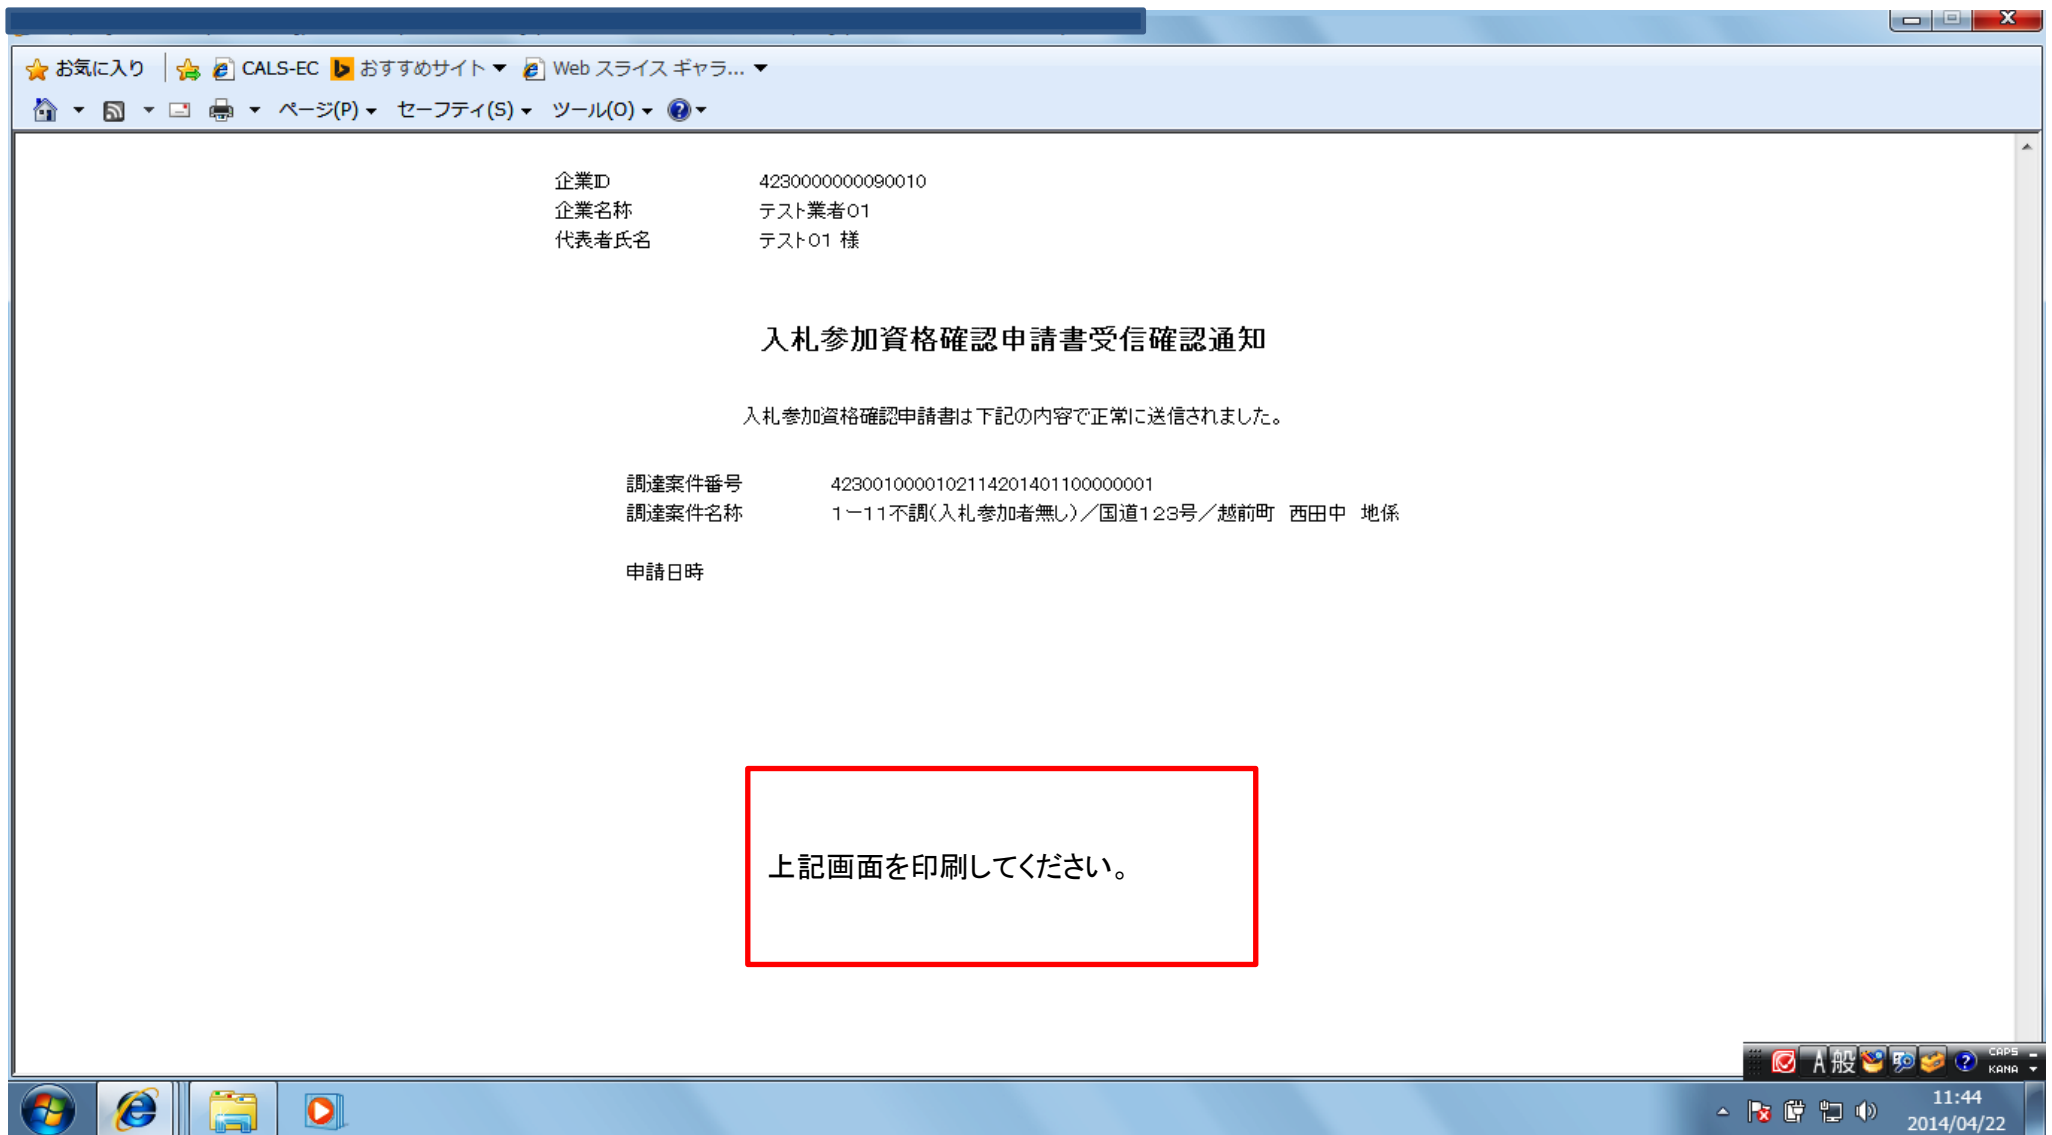 お気に入り CALS-EC おすすめサイト Web スライス ギャラ...
ページ(P) セーフティ(S) ツール(O)
企業ID 4230000000090010
企業名称 テスト業者01
代表者氏名 テスト01 様
入札参加資格確認申請書受信確認通知
入札参加資格確認申請書は下記の内容で正常に送信されました。
調達案件番号 4230010000102114201401100000001
調達案件名称 1ー11不調(入札参加者無し)／国道123号／越前町 西田中 地係
申請日時
上記画面を印刷してください。
A 般 CAPS
KANA
11:44
2014/04/22